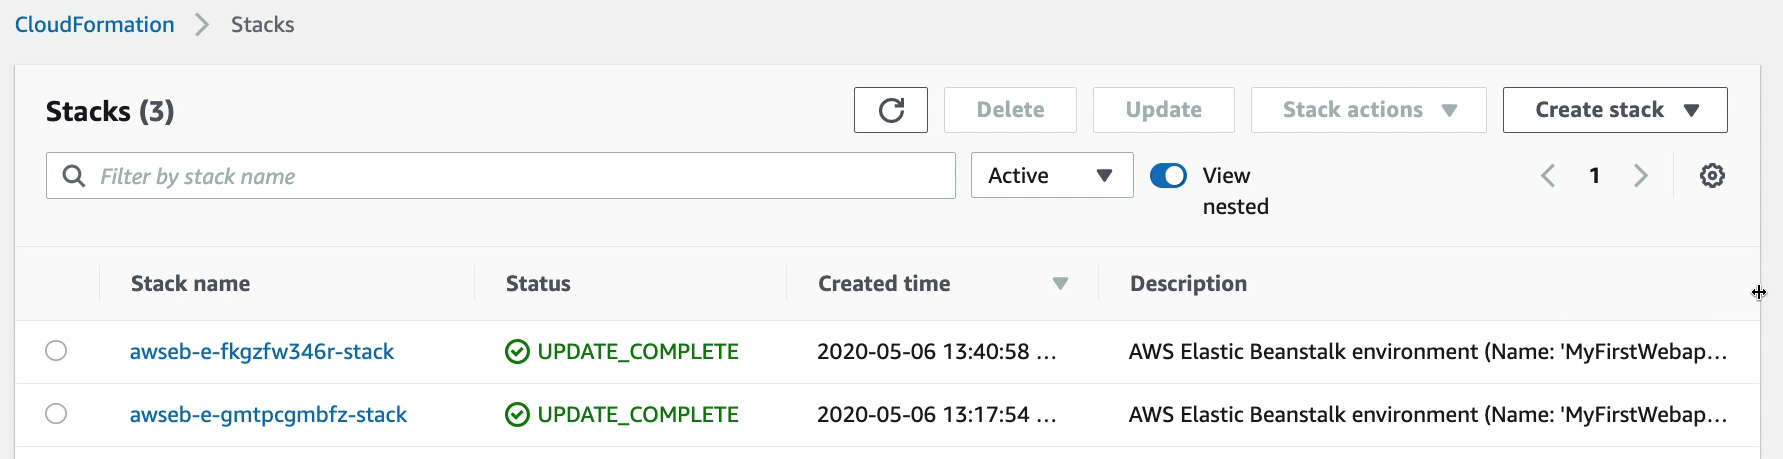 CloudFormation > Stacks
Stacks (3)
Delete
Update
Stack actions
Create stack
Filter by stack name
Active
View
nested
1
Stack name Status Created time Description
awseb-e-fkgzfw346r-stack UPDATE_COMPLETE 2020-05-06 13:40:58 ... AWS Elastic Beanstalk environment (Name: 'MyFirstWebap...
awseb-e-gmtpcgmbfz-stack UPDATE_COMPLETE 2020-05-06 13:17:54 ... AWS Elastic Beanstalk environment (Name: 'MyFirstWebap...